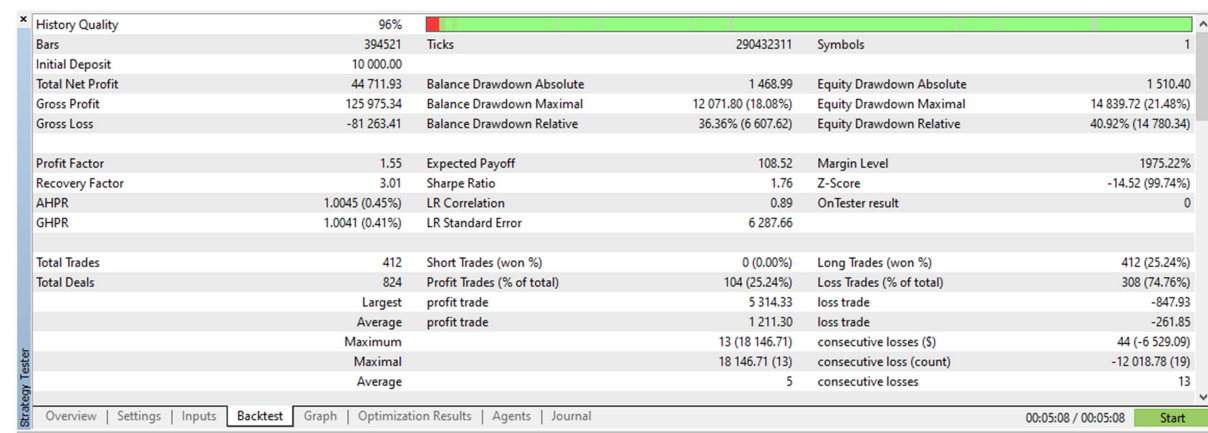 × History Quality 96%
Bars 394521 Ticks 290432311 Symbols 1
Initial Deposit 10 000.00
Total Net Profit 44 711.93 Balance Drawdown Absolute 1 468.99 Equity Drawdown Absolute 1 510.40
Gross Profit 125 975.34 Balance Drawdown Maximal 12 071.80 (18.08%) Equity Drawdown Maximal 14 839.72 (21.48%)
Gross Loss -81 263.41 Balance Drawdown Relative 36.36% (6 607.62) Equity Drawdown Relative 40.92% (14 780.34)
Profit Factor 1.55 Expected Payoff 108.52 Margin Level 1975.22%
Recovery Factor 3.01 Sharpe Ratio 1.76 Z-Score -14.52 (99.74%)
AHPR 1.0045 (0.45%) LR Correlation 0.89 OnTester result 0
GHPR 1.0041 (0.41%) LR Standard Error 6 287.66
Total Trades 412 Short Trades (won %) 0 (0.00%) Long Trades (won %) 412 (25.24%)
Total Deals 824 Profit Trades (% of total) 104 (25.24%) Loss Trades (% of total) 308 (74.76%)
Largest profit trade 5 314.33 loss trade -847.93
Average profit trade 1 211.30 loss trade -261.85
Maximum 13 (18 146.71) consecutive losses ($) 44 (-6 529.09)
Maximal 18 146.71 (13) consecutive loss (count) -12 018.78 (19)
Average 5 consecutive losses 13
Strategy Tester
Overview | Settings | Inputs | Backtest | Graph | Optimization Results | Agents | Journal 00:05:08 / 00:05:08 Start